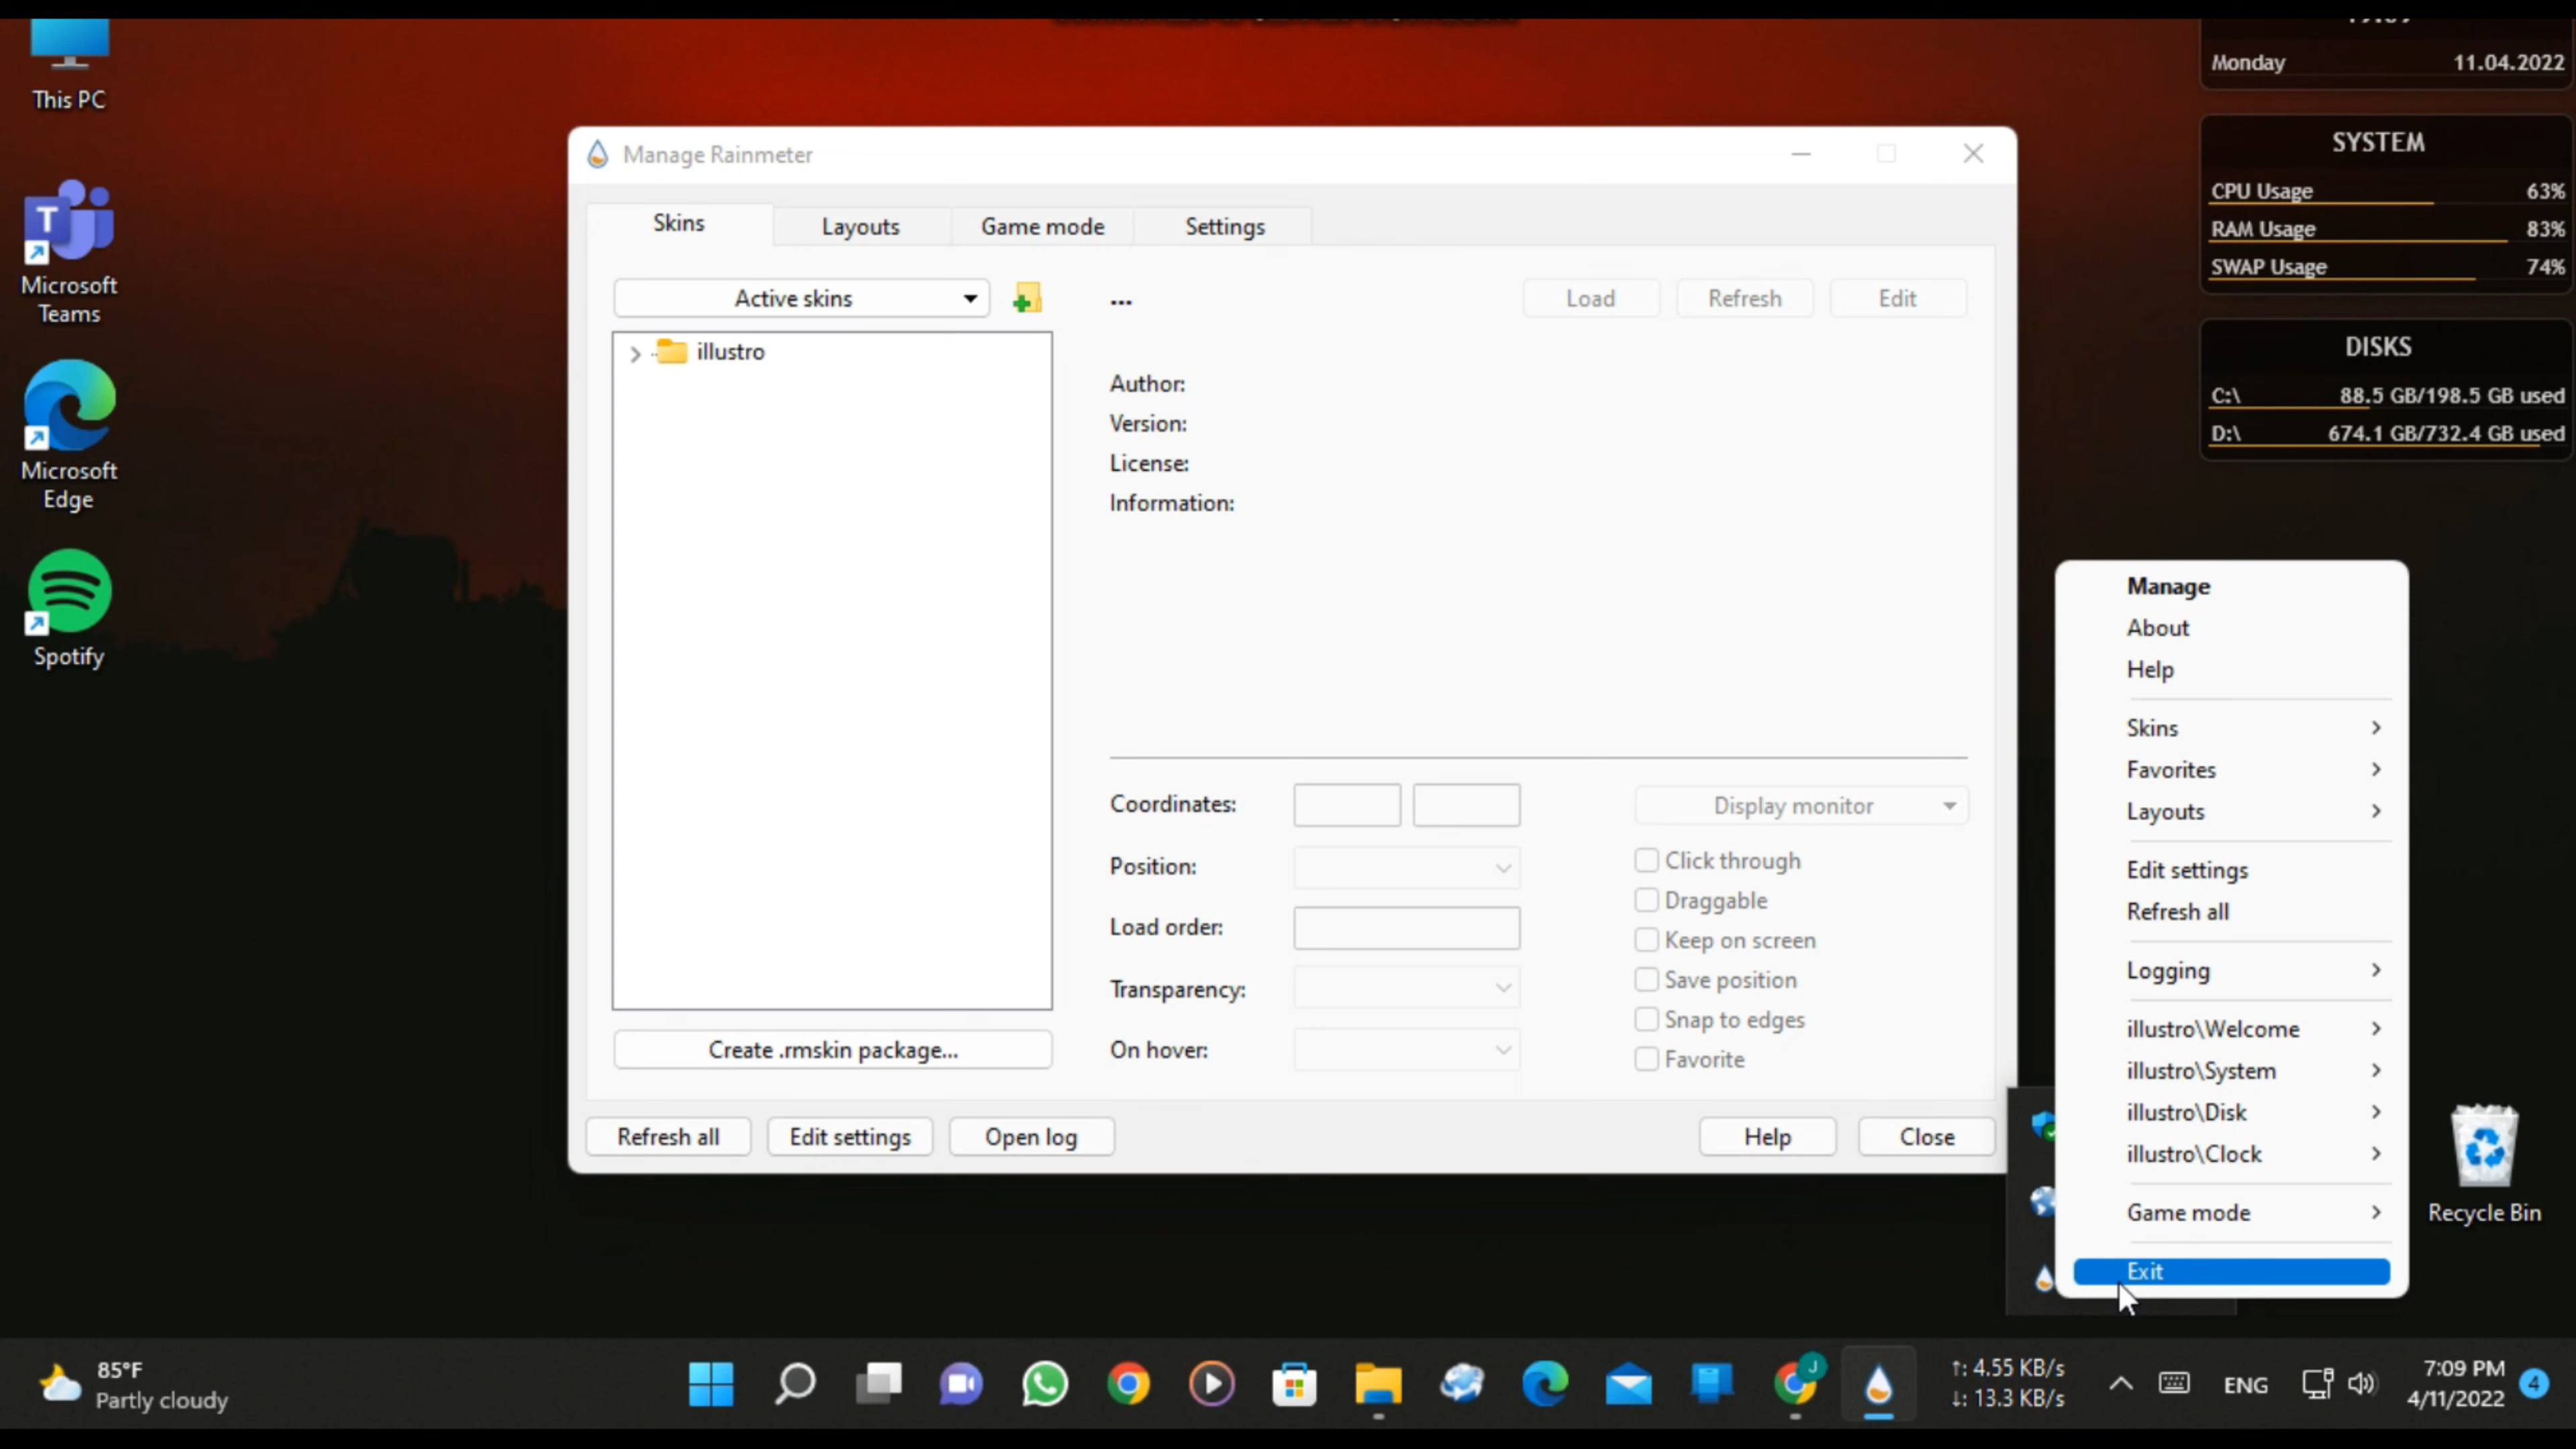 This PC
Microsoft
Teams
Microsoft
Edge
Spotify
Manage Rainmeter
Skins
Layouts
Game mode
Settings
Active skins
...
Load
Refresh
Edit
illustro
Author:
Version:
License:
Information:
Coordinates:
Display monitor
Position:
Click through
Draggable
Load order:
Keep on screen
Transparency:
Save position
Snap to edges
On hover:
Favorite
Create .rmskin package...
Refresh all
Edit settings
Open log
Help
Close
Monday 11.04.2022
SYSTEM
CPU Usage 63%
RAM Usage 83%
SWAP Usage 74%
DISKS
C:\ 88.5 GB/198.5 GB used
D:\ 674.1 GB/732.4 GB used
Manage
About
Help
Skins
Favorites
Layouts
Edit settings
Refresh all
Logging
illustro\Welcome
illustro\System
illustro\Disk
illustro\Clock
Game mode
Exit
Recycle Bin
85°F
Partly cloudy
J
↑: 4.55 KB/s
↓: 13.3 KB/s
ENG
7:09 PM
4/11/2022
4